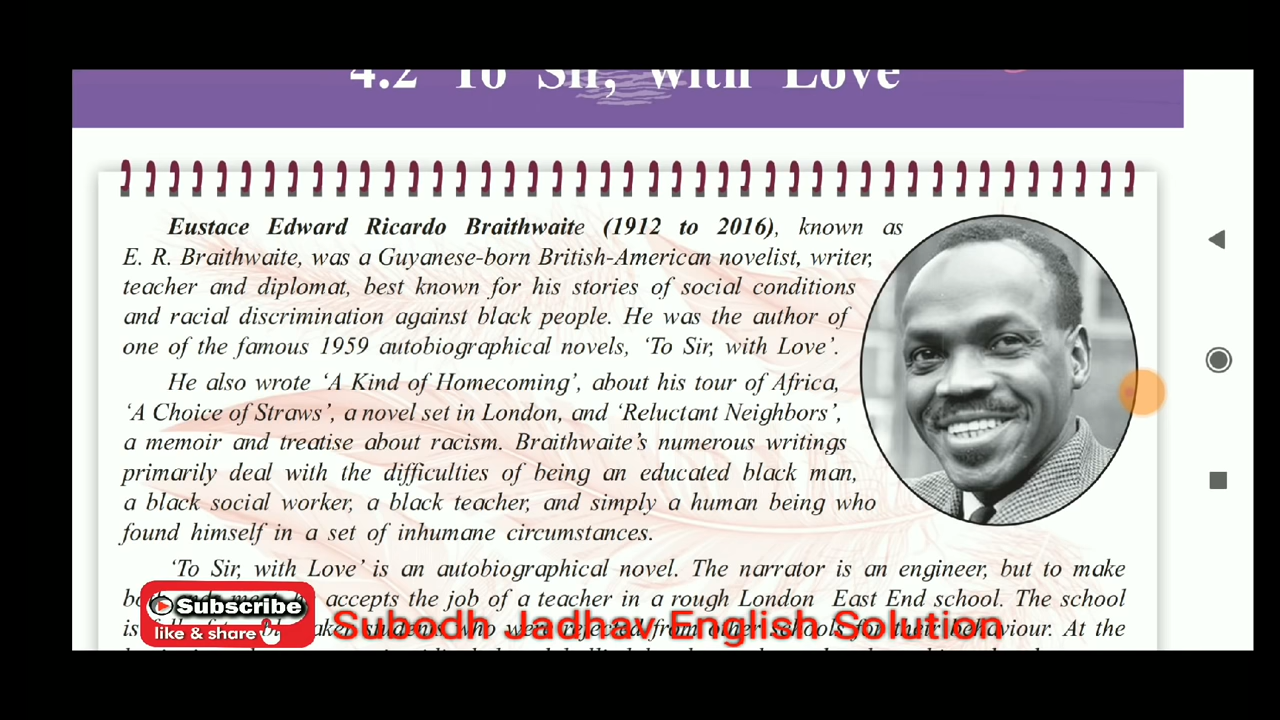 4.2 To Sir, with Love
Eustace Edward Ricardo Braithwaite (1912 to 2016), known as
E. R. Braithwaite, was a Guyanese-born British-American novelist, writer,
teacher and diplomat, best known for his stories of social conditions
and racial discrimination against black people. He was the author of
one of the famous 1959 autobiographical novels, ‘To Sir, with Love’.
He also wrote ‘A Kind of Homecoming’, about his tour of Africa,
‘A Choice of Straws’, a novel set in London, and ‘Reluctant Neighbors’,
a memoir and treatise about racism. Braithwaite’s numerous writings
primarily deal with the difficulties of being an educated black man,
a black social worker, a black teacher, and simply a human being who
found himself in a set of inhumane circumstances.
‘To Sir, with Love’ is an autobiographical novel. The narrator is an engineer, but to make
accepts the job of a teacher in a rough London East End school. The school
is students who were rejected from other schools for their behaviour. At the
Subscribe
like & share
Subodh Jadhav English Solution